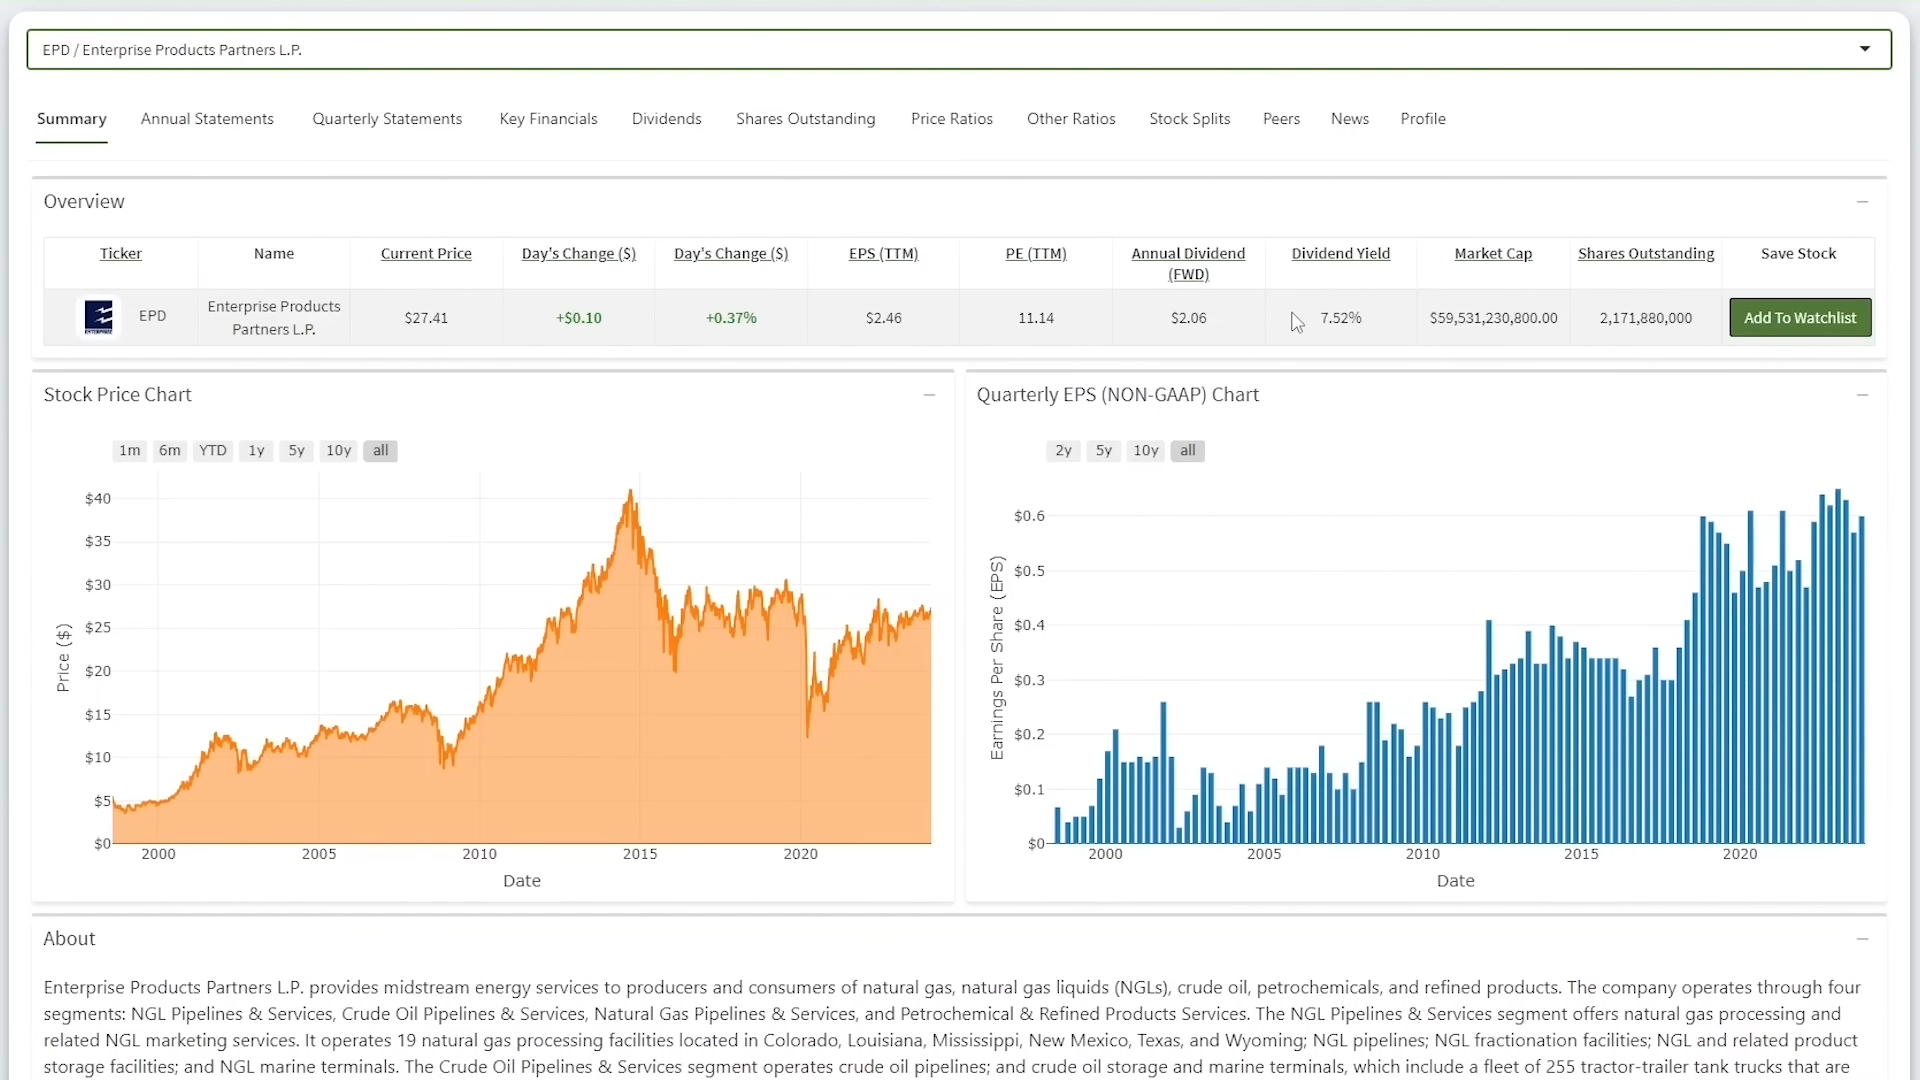 EPD / Enterprise Products Partners L.P.
Summary Annual Statements Quarterly Statements Key Financials Dividends Shares Outstanding Price Ratios Other Ratios Stock Splits Peers News Profile
Overview
Ticker Name Current Price Day's Change ($) Day's Change ($) EPS (TTM) PE (TTM) Annual Dividend (FWD) Dividend Yield Market Cap Shares Outstanding Save Stock
EPD Enterprise Products Partners L.P. $27.41 +$0.10 +0.37% $2.46 11.14 $2.06 7.52% $59,531,230,800.00 2,171,880,000 Add To Watchlist
Stock Price Chart
1m 6m YTD 1y 5y 10y all
$40
$35
$30
$25
$20
$15
$10
$5
$0
Price ($)
2000 2005 2010 2015 2020
Date
Quarterly EPS (NON-GAAP) Chart
2y 5y 10y all
$0.6
$0.5
$0.4
$0.3
$0.2
$0.1
$0
Earnings Per Share (EPS)
2000 2005 2010 2015 2020
Date
About
Enterprise Products Partners L.P. provides midstream energy services to producers and consumers of natural gas, natural gas liquids (NGLs), crude oil, petrochemicals, and refined products. The company operates through four
segments: NGL Pipelines & Services, Crude Oil Pipelines & Services, Natural Gas Pipelines & Services, and Petrochemical & Refined Products Services. The NGL Pipelines & Services segment offers natural gas processing and
related NGL marketing services. It operates 19 natural gas processing facilities located in Colorado, Louisiana, Mississippi, New Mexico, Texas, and Wyoming; NGL pipelines; NGL fractionation facilities; NGL and related product
storage facilities; and NGL marine terminals. The Crude Oil Pipelines & Services segment operates crude oil pipelines; and crude oil storage and marine terminals, which include a fleet of 255 tractor-trailer tank trucks that are